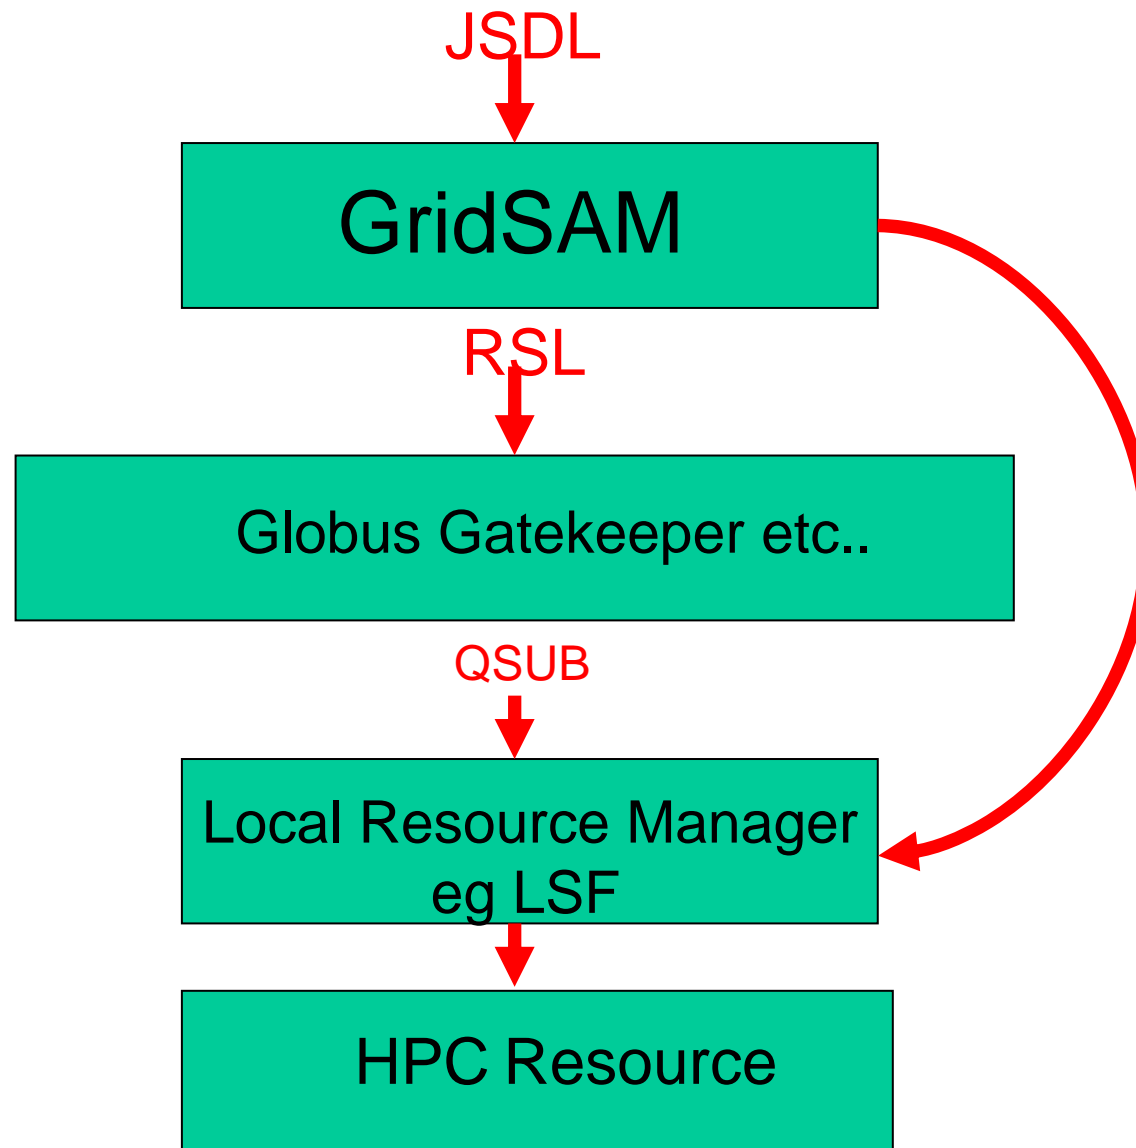 JSDL
GridSAM
RSL
Globus Gatekeeper etc..
QSUB
Local Resource Manager
eg LSF
HPC Resource